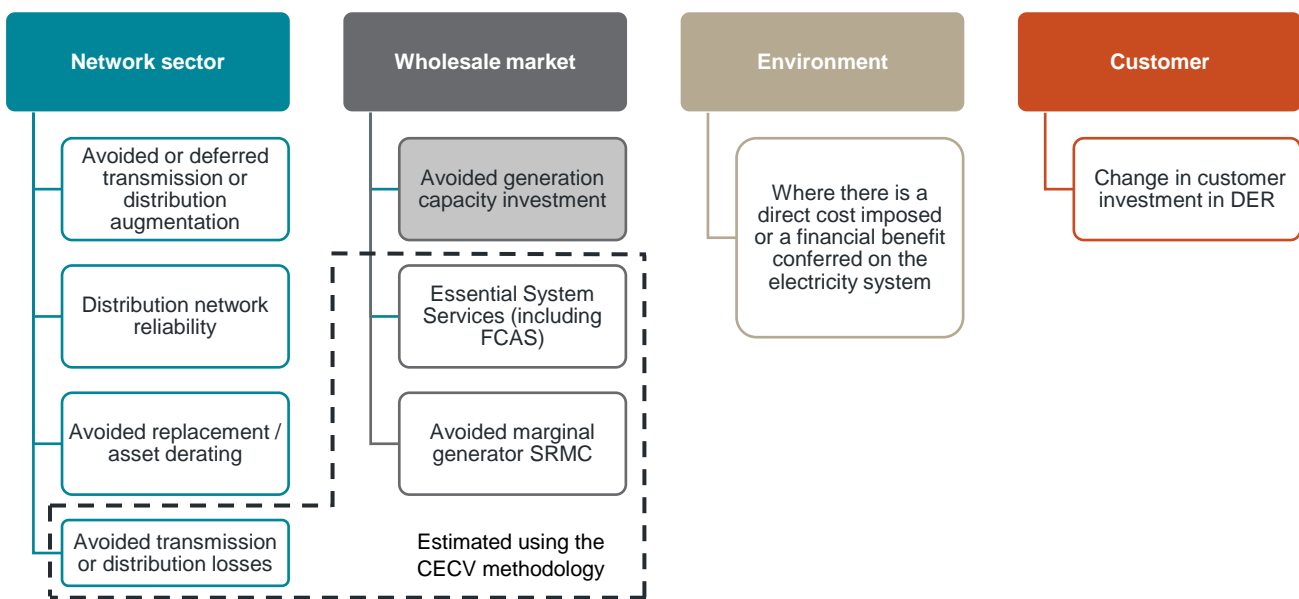 Network sector
Avoided or deferred
transmission or
distribution
augmentation
Distribution network
reliability
Avoided replacement /
asset derating
Avoided transmission
or distribution losses
Wholesale market
Avoided generation
capacity investment
Essential System
Services (including
FCAS)
Avoided marginal
generator SRMC
Estimated using the
CECV methodology
Environment
Where there is a
direct cost imposed
or a financial benefit
conferred on the
electricity system
Customer
Change in customer
investment in DER